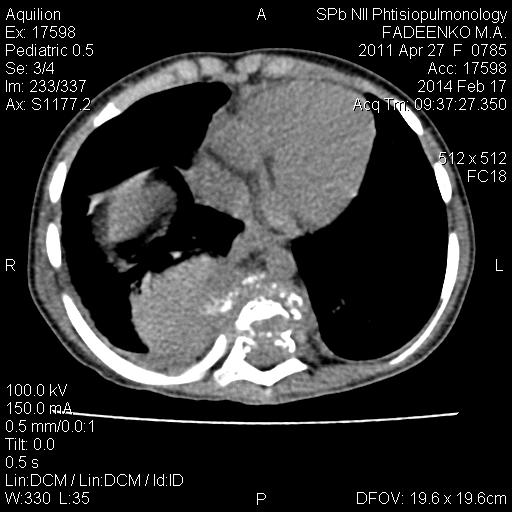 Aquilion
Ex: 17598
Pediatric 0.5
Se: 3/4
Im: 233/337
Ax: S1177.2
A
SPb NII Phtisiopulmonology
FADEENKO M.A.
2011 Apr 27 F 0785
Acc: 17598
2014 Feb 17
Acq Tm: 09:37:27.350
512 x 512
FC18
R
L
100.0 kV
150.0 mA
0.5 mm/0.0:1
Tilt: 0.0
0.5 s
Lin:DCM / Lin:DCM / Id:ID
W:330 L:35
P
DFOV: 19.6 x 19.6cm